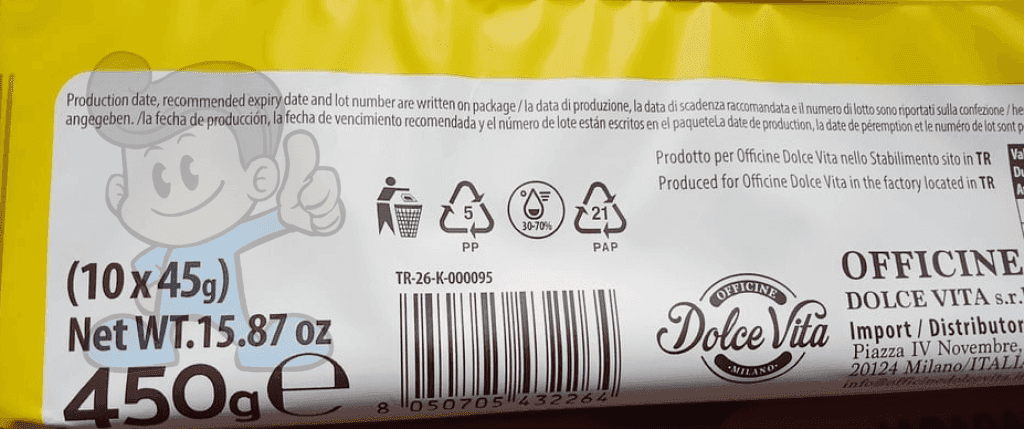 Production date, recommended expiry date and lot number are written on package / la data di produzione, la data di scadenza raccomandata e il numero di lotto sono riportati sulla confezione / he
angegeben. /la fecha de producción, la fecha de vencimiento recomendada y el número de lote están escritos en el paqueteLa date de production, la date de péremption et le numéro de lot sont p
Prodotto per Officine Dolce Vita nello Stabilimento sito in TR
Produced for Officine Dolce Vita in the factory located in TR
Va
Du
A
5
PP
30-70%
21
PAP
(10 x 45g)
Net WT.15.87 oz
450g e
TR-26-K-000095
8 050705 432264
OFFICINE
Dolce Vita
·MILANO·
OFFICINE
DOLCE VITA s.r.
Import / Distributor
Piazza IV Novembre,
20124 Milano/ITAL